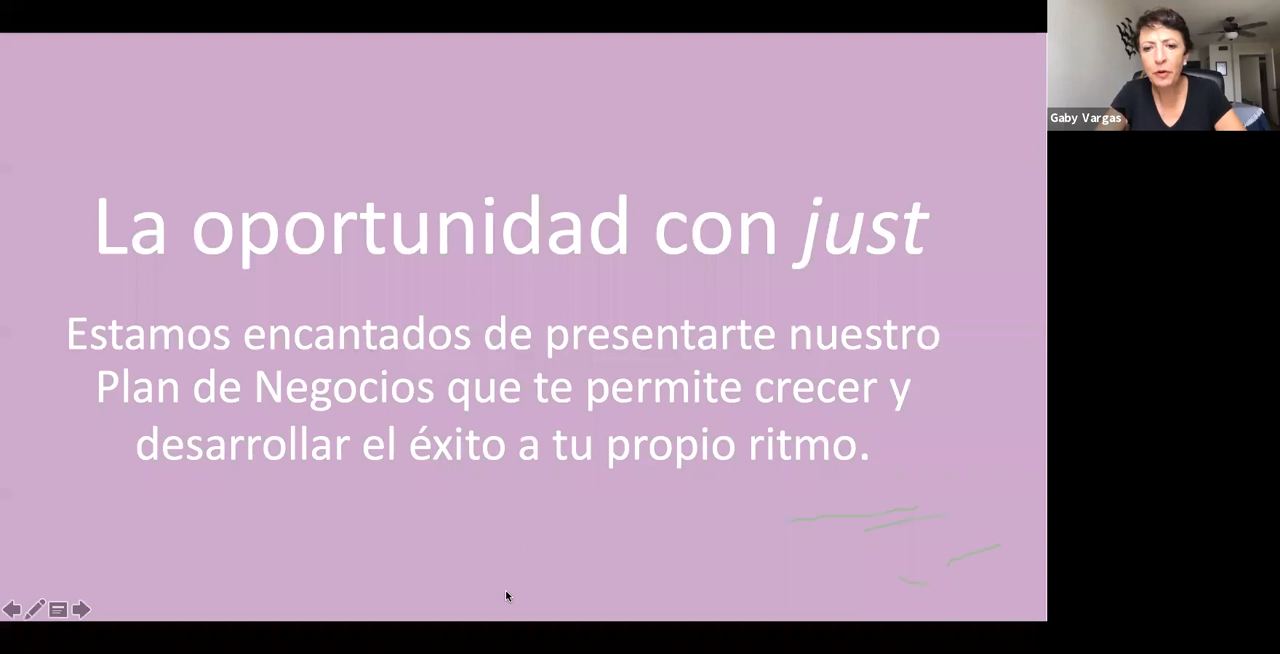 La oportunidad con just
Estamos encantados de presentarte nuestro
Plan de Negocios que te permite crecer y
desarrollar el éxito a tu propio ritmo.
Gaby Vargas